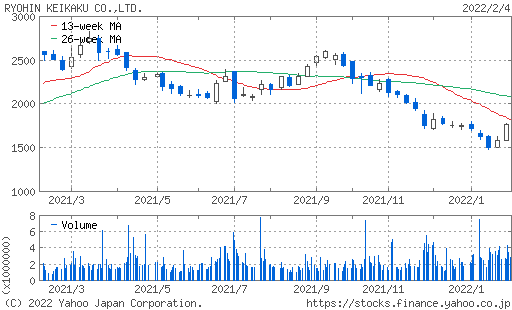 RYOHIN KEIKAKU CO.,LTD. 2022/2/4
3000
13-week MA
26-week MA
2500
2000
1500
1000
2021/3 2021/5 2021/7 2021/9 2021/11 2022/1
8
Volume
6
4
2
0
(x1000000)
2021/3 2021/5 2021/7 2021/9 2021/11 2022/1
(C) 2022 Yahoo Japan Corporation. https://stocks.finance.yahoo.co.jp